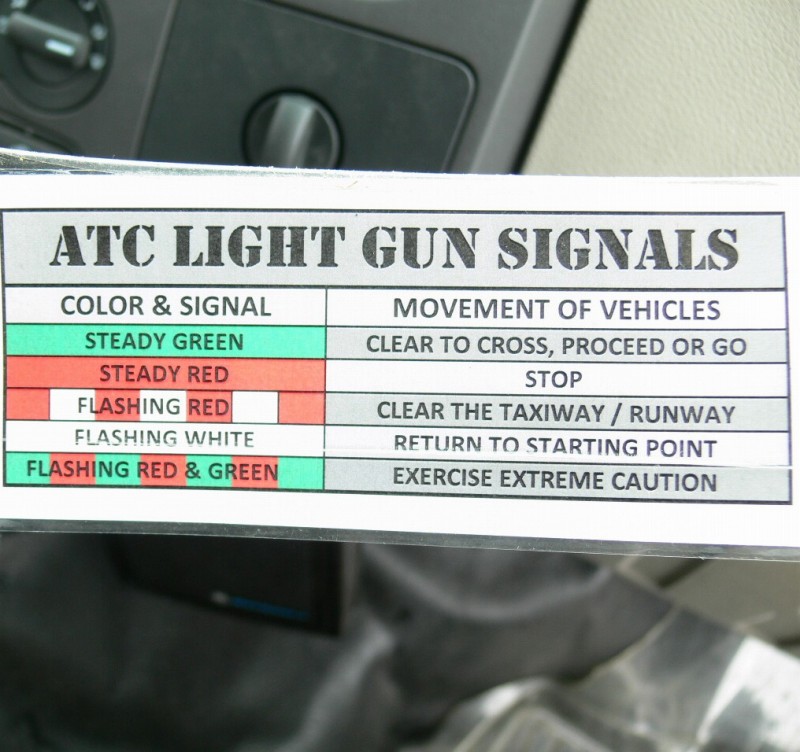 ATC LIGHT GUN SIGNALS
COLOR & SIGNAL MOVEMENT OF VEHICLES
STEADY GREEN CLEAR TO CROSS, PROCEED OR GO
STEADY RED STOP
FLASHING RED CLEAR THE TAXIWAY / RUNWAY
FLASHING WHITE RETURN TO STARTING POINT
FLASHING RED & GREEN EXERCISE EXTREME CAUTION